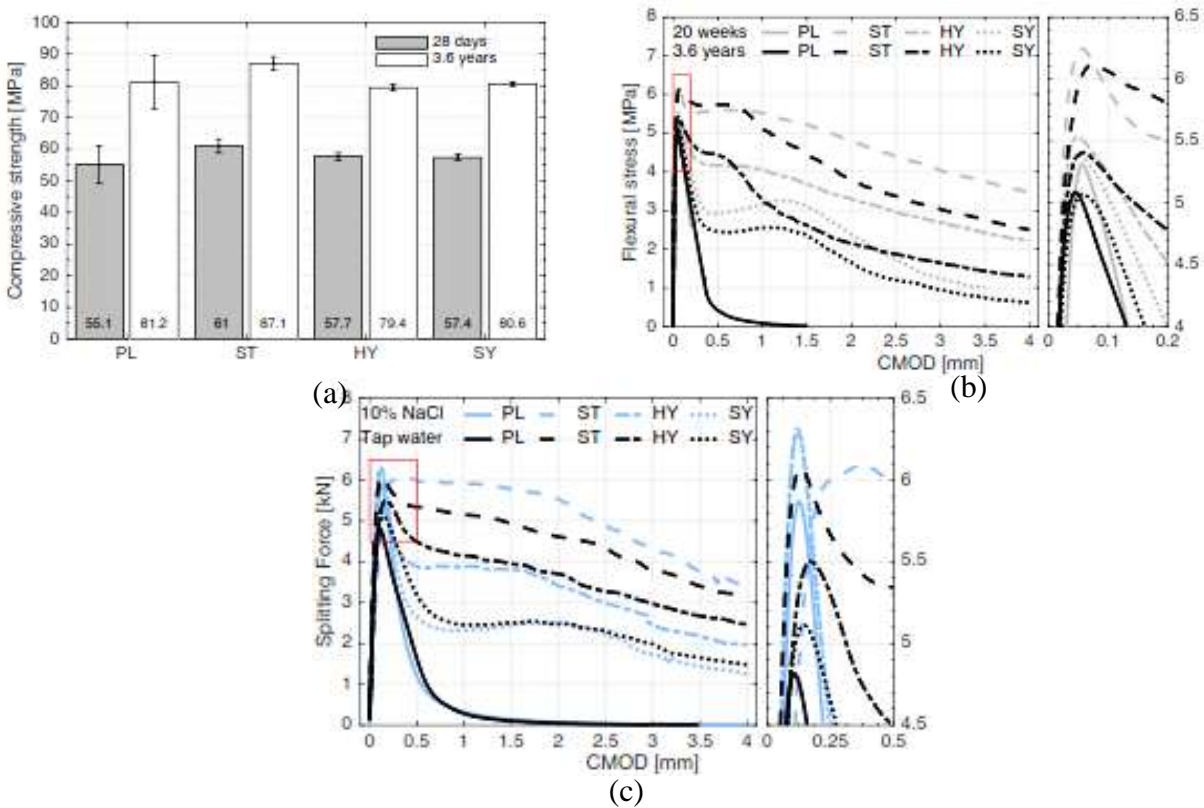 100
90
80
70
60
50
40
30
20
10
0
Compressive strength [MPa]
28 days
3.6 years
55.1 81.2 61 87.1 57.7 79.4 57.4 80.6
PL ST HY SY
(a)
8
7
6
5
4
3
2
1
0
Flexural stress [MPa]
20 weeks PL ST HY SY
3.6 years PL ST HY SY
0 0.5 1 1.5 2 2.5 3 3.5 4
CMOD [mm]
6.5
6
5.5
5
4.5
4
0 0.1 0.2
(b)
8
7
6
5
4
3
2
1
0
Splitting Force [kN]
10% NaCl PL ST HY SY
Tap water PL ST HY SY
0 0.5 1 1.5 2 2.5 3 3.5 4
CMOD [mm]
6.5
6
5.5
5
4.5
0 0.25 0.5
(c)